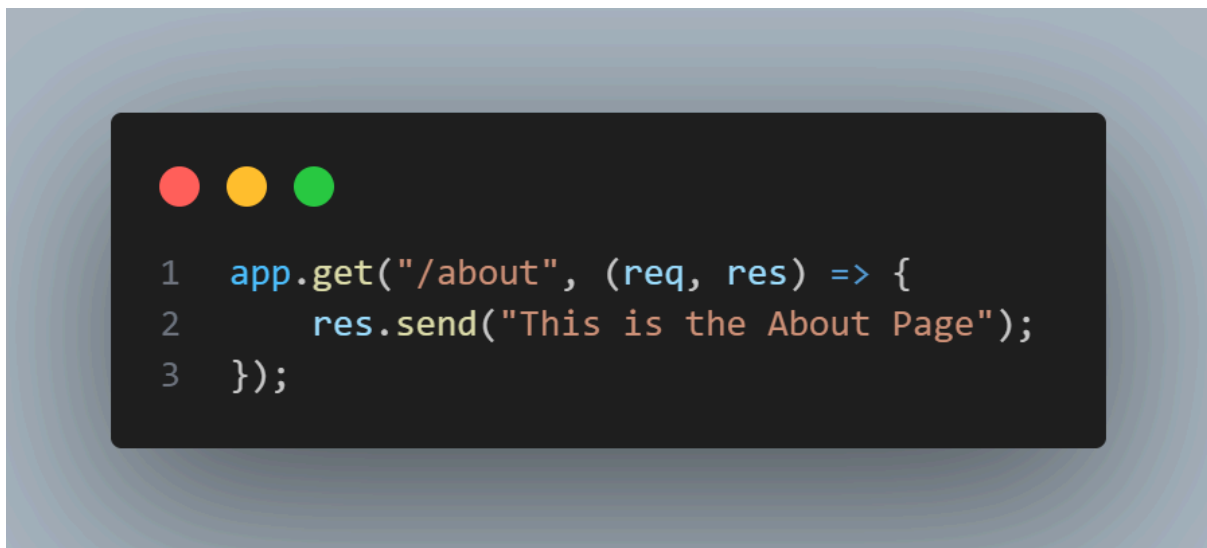 1 app.get("/about", (req, res) => {
2     res.send("This is the About Page");
3 });